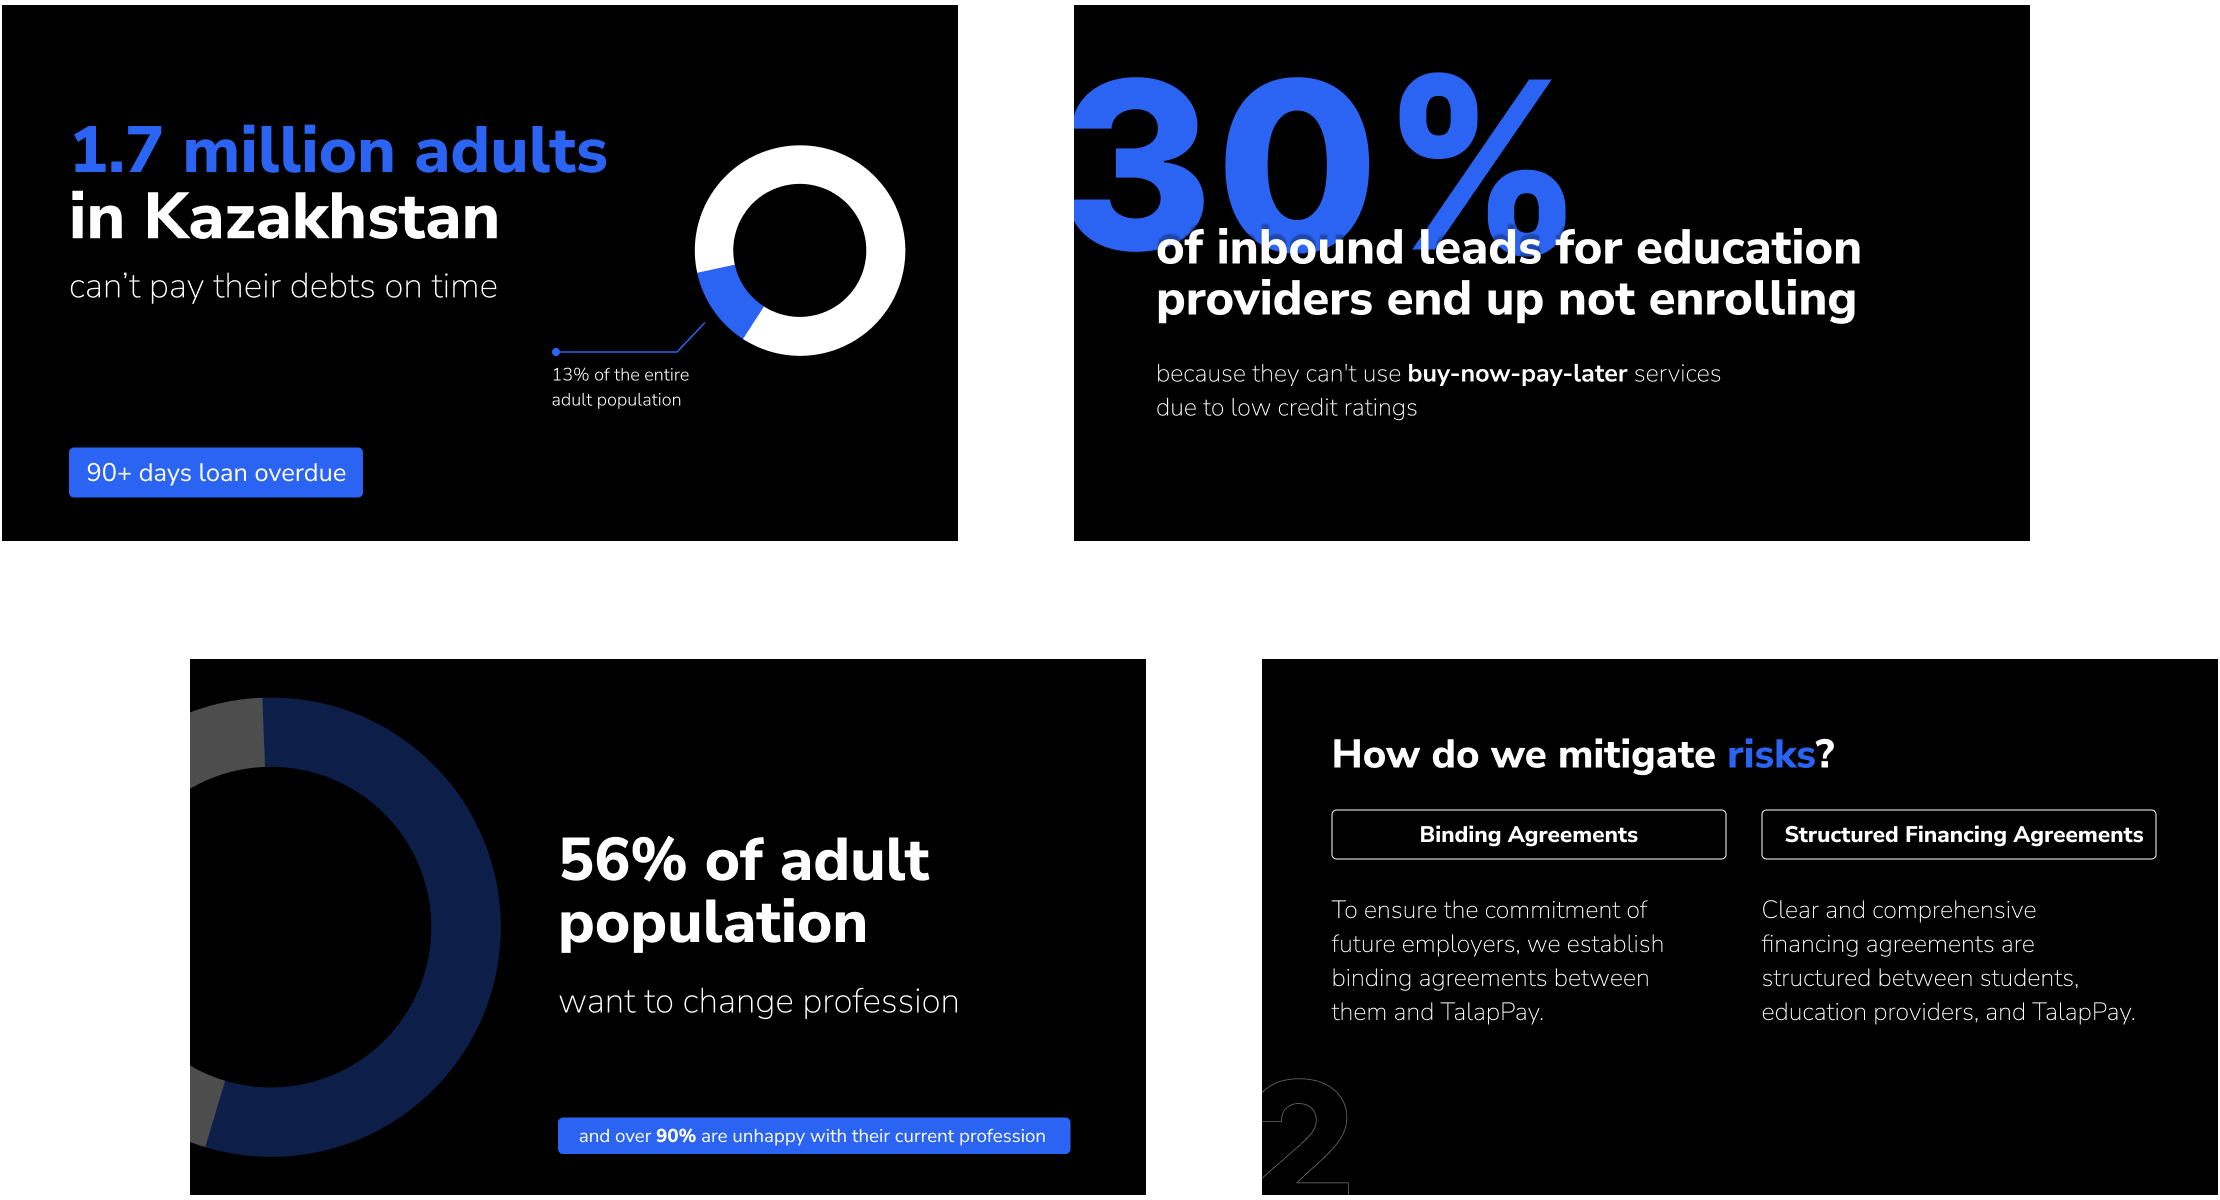 1.7 million adults
in Kazakhstan
can’t pay their debts on time
13% of the entire
adult population
90+ days loan overdue
30%
of inbound leads for education
providers end up not enrolling
because they can't use buy-now-pay-later services
due to low credit ratings
56% of adult
population
want to change profession
and over 90% are unhappy with their current profession
How do we mitigate risks?
Binding Agreements
To ensure the commitment of
future employers, we establish
binding agreements between
them and TalapPay.
Structured Financing Agreements
Clear and comprehensive
financing agreements are
structured between students,
education providers, and TalapPay.
2